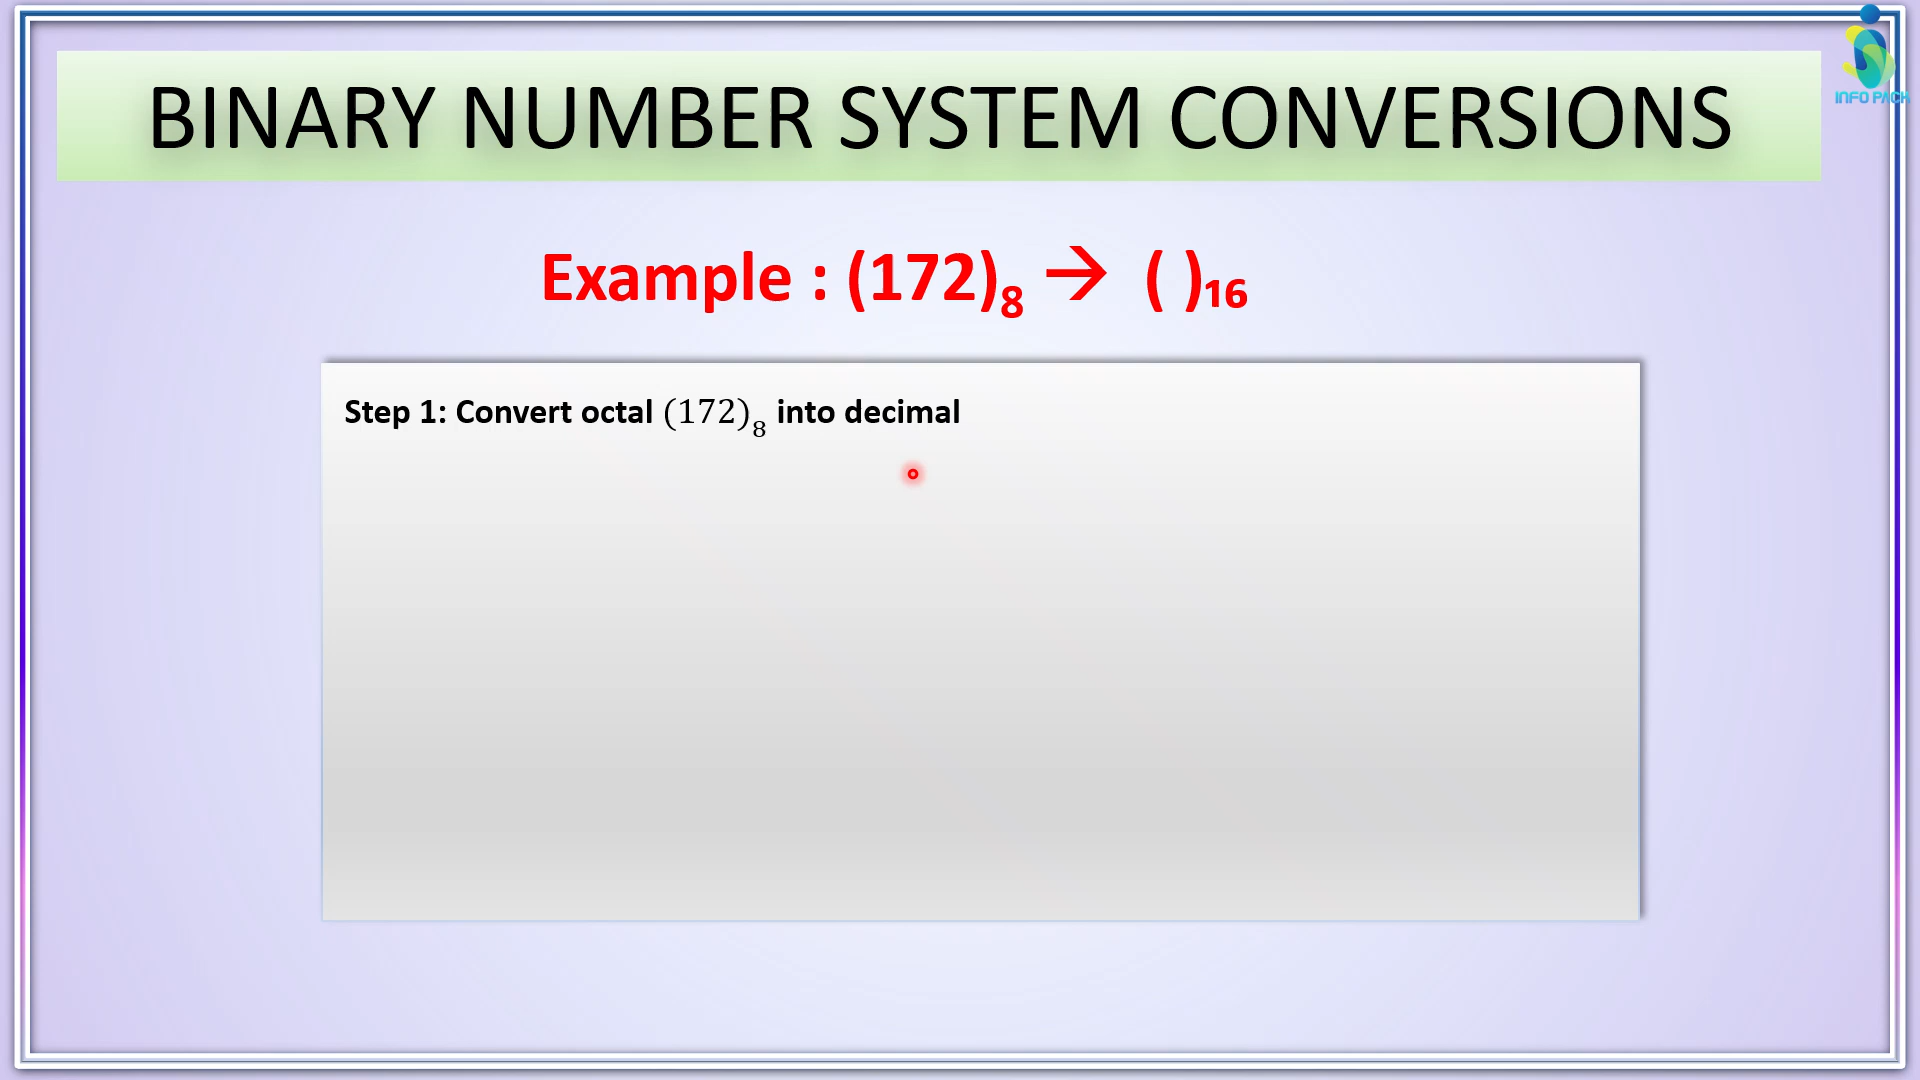 INFO PACK
BINARY NUMBER SYSTEM CONVERSIONS
Example : (172)₈ → ( )₁₆
Step 1: Convert octal (172)₈ into decimal